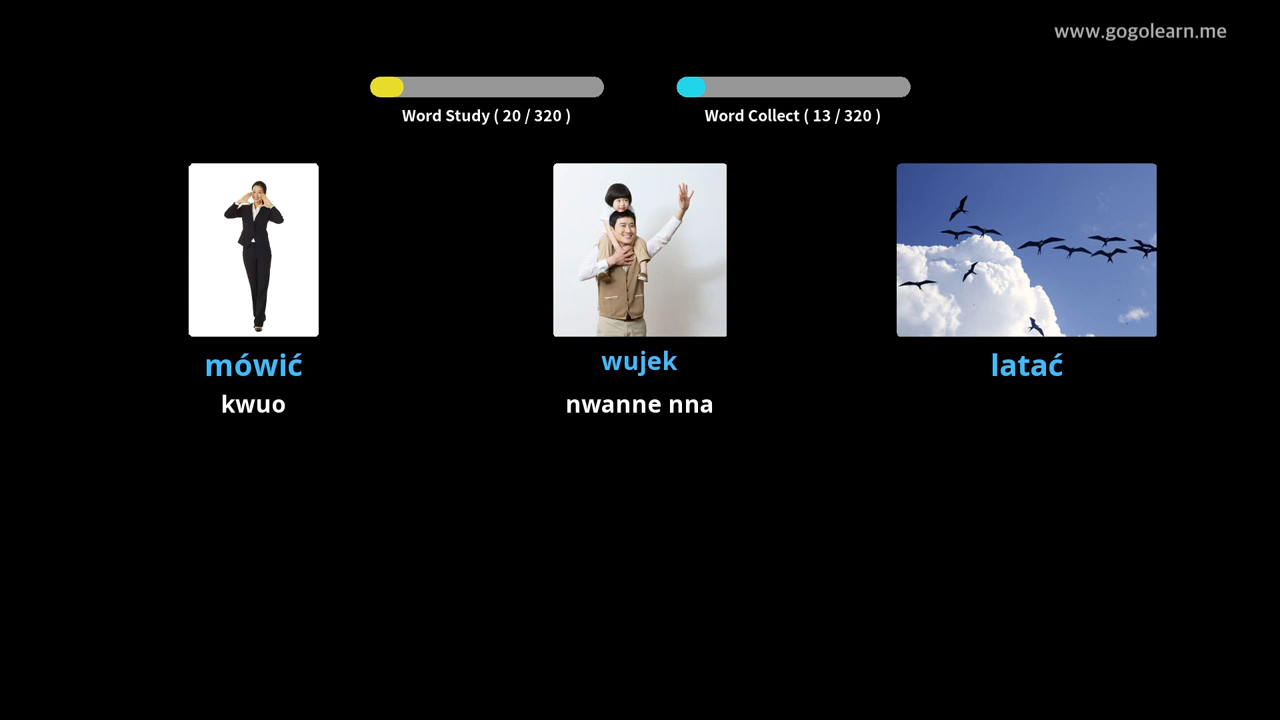 www.gogolearn.me
Word Study ( 20 / 320 )
Word Collect ( 13 / 320 )
mówić
wujek
latać
kwuo
nwanne nna